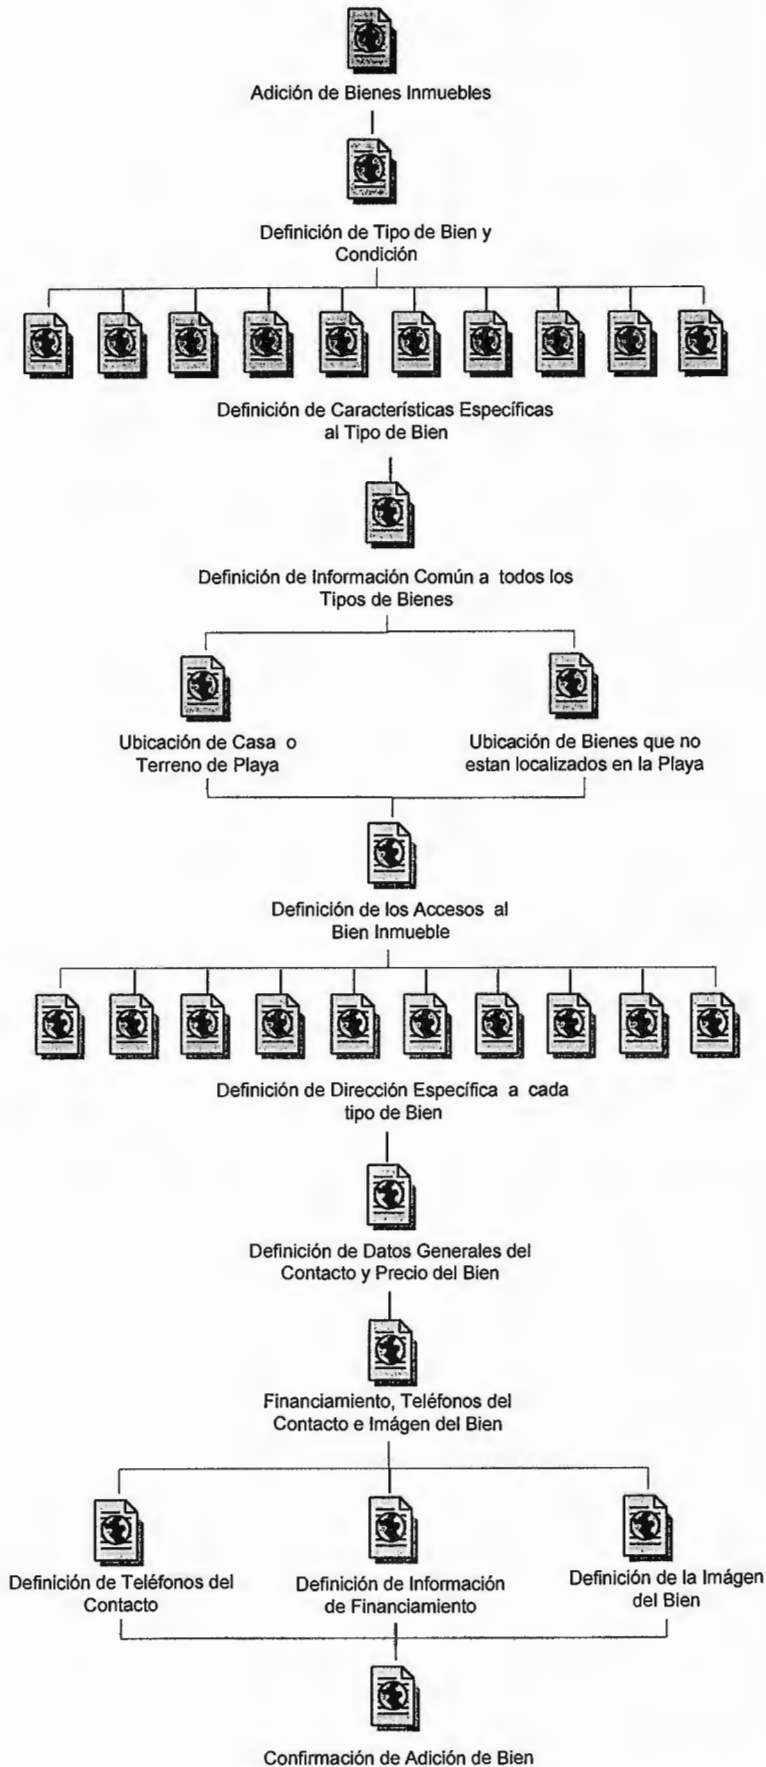 Adición de Bienes Inmuebles
Definición de Tipo de Bien y
Condición
Definición de Características Específicas
al Tipo de Bien
Definición de Información Común a todos los
Tipos de Bienes
Ubicación de Casa o
Terreno de Playa
Ubicación de Bienes que no
estan localizados en la Playa
Definición de los Accesos al
Bien Inmueble
Definición de Dirección Específica a cada
tipo de Bien
Definición de Datos Generales del
Contacto y Precio del Bien
Financiamiento, Teléfonos del
Contacto e Imágen del Bien
Definición de Teléfonos del
Contacto
Definición de Información
de Financiamiento
Definición de la Imágen
del Bien
Confirmación de Adición de Bien